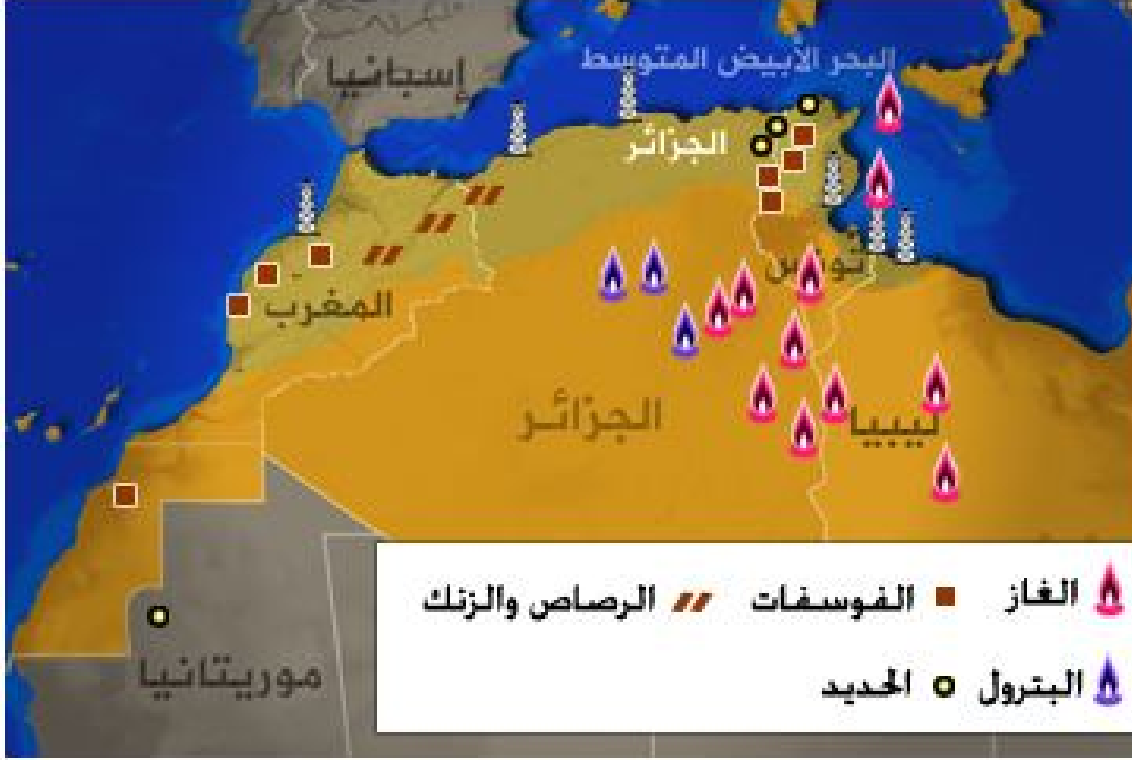 البحر الأبيض المتوسط
إسبانيا
الجزائر
تونس
المغرب
الجزائر
ليبيا
الغاز
الفوسفات
الرصاص والزنك
البترول
الحديد
موريتانيا